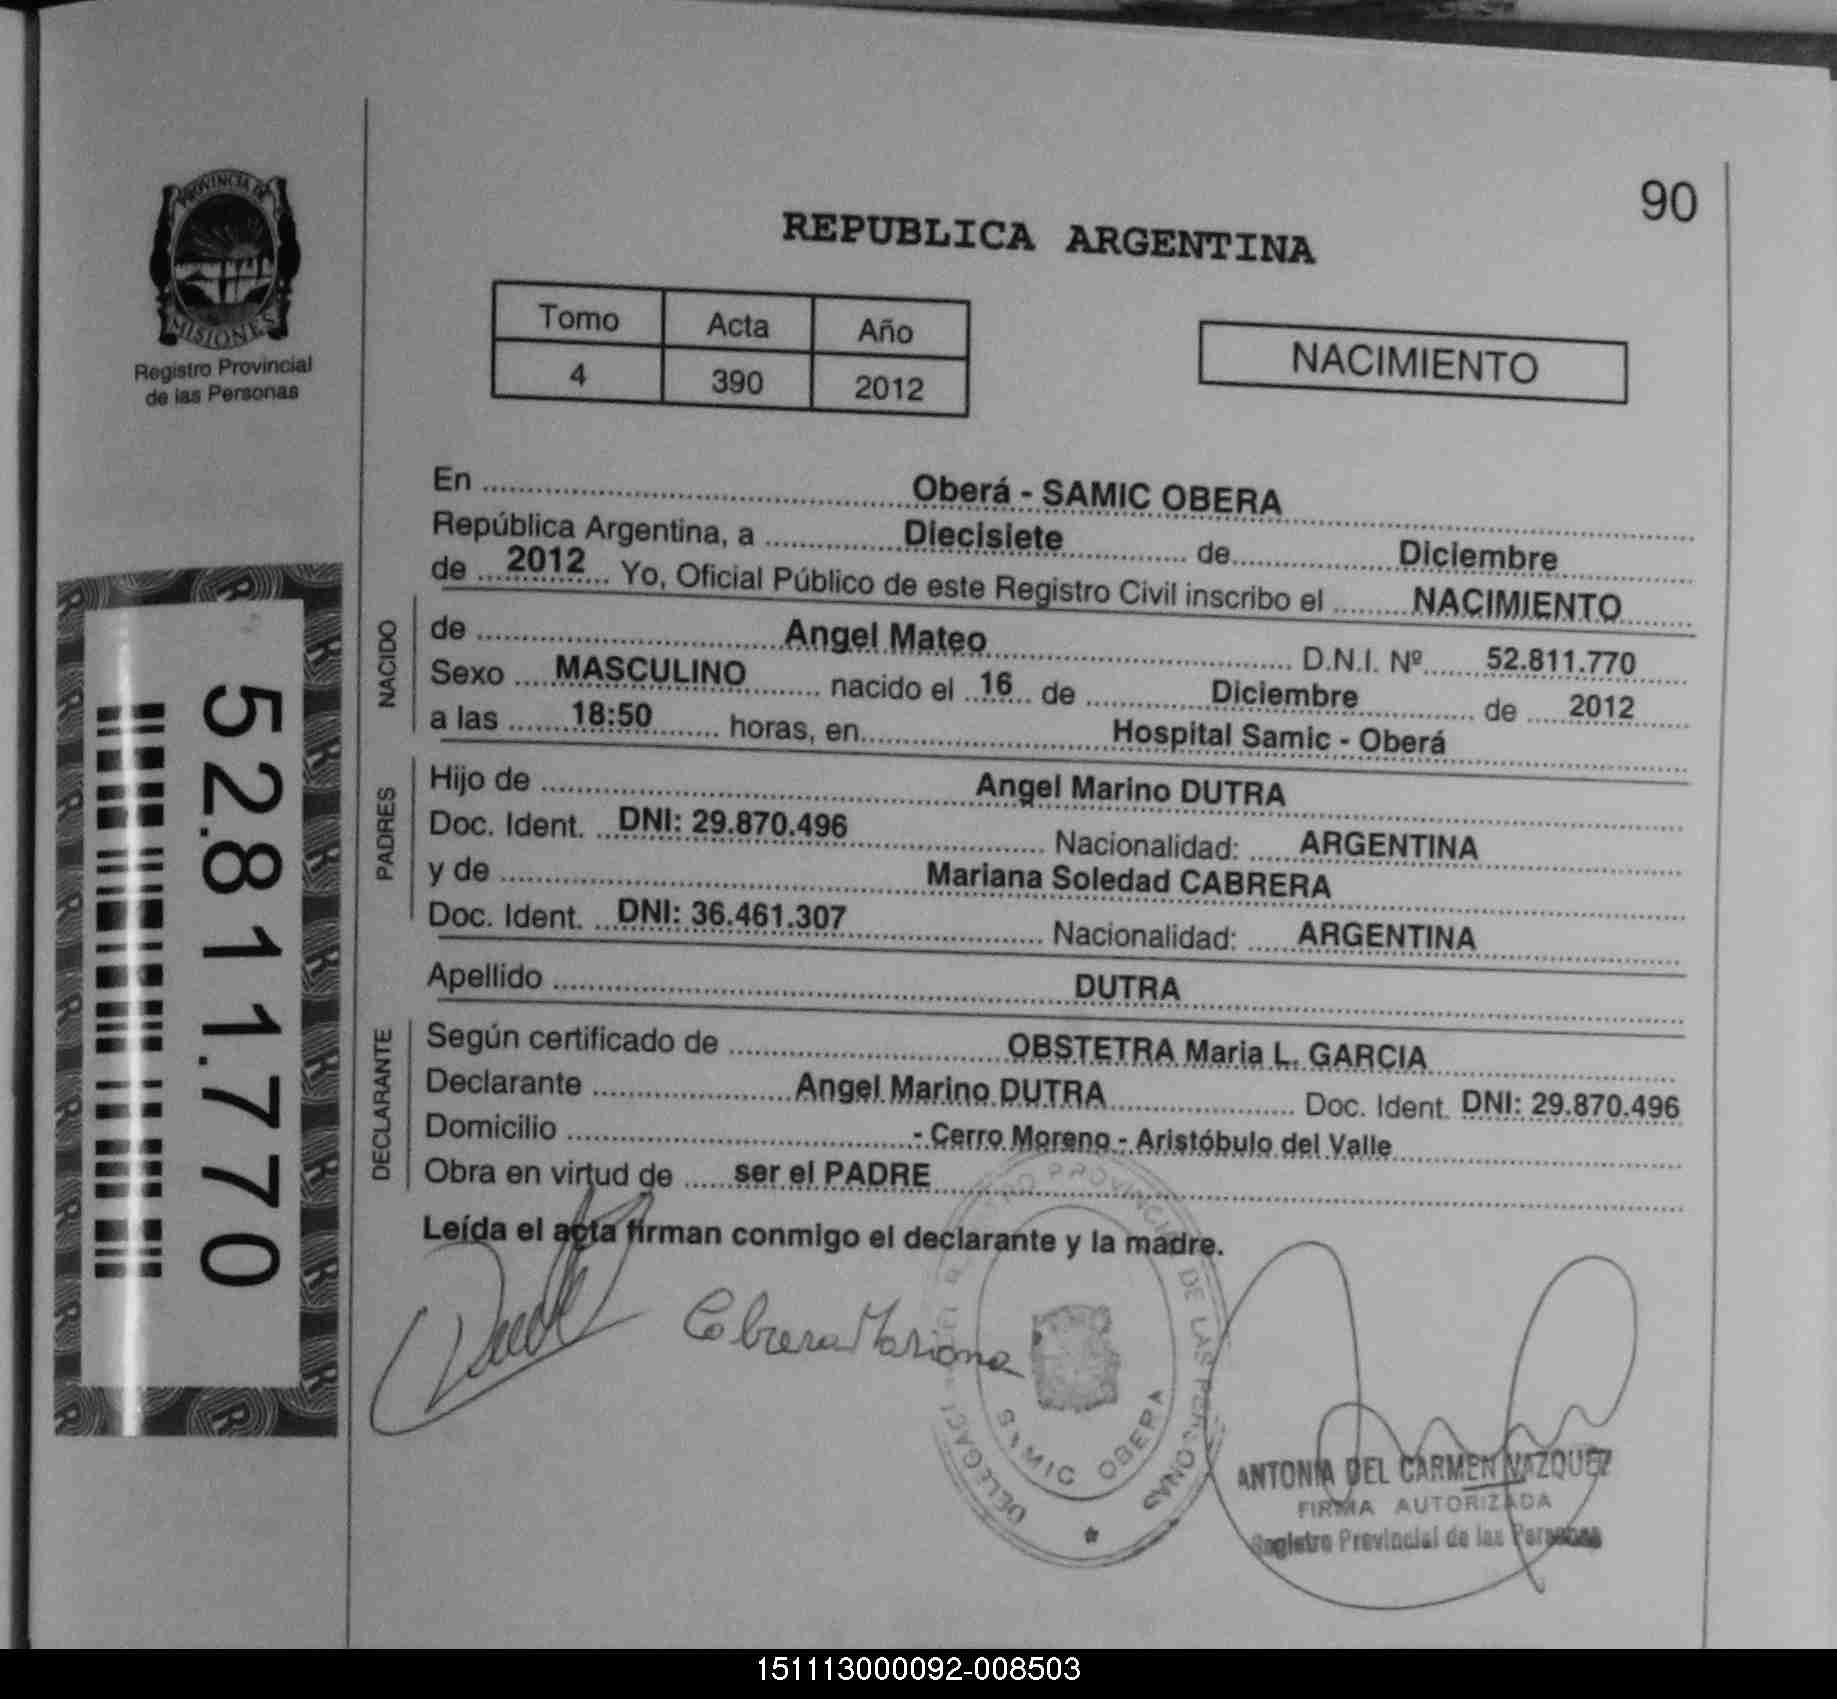 90
PROVINCIA DE
MISIONES
Registro Provincial
de las Personas
REPUBLICA ARGENTINA
Tomo Acta Año
4 390 2012
NACIMIENTO
En Oberá - SAMIC OBERA
República Argentina, a Diecisiete de Diciembre
de 2012 Yo, Oficial Público de este Registro Civil inscribo el NACIMIENTO
NACIDO
de Angel Mateo D.N.I. Nº 52.811.770
Sexo MASCULINO nacido el 16 de Diciembre de 2012
a las 18:50 horas, en Hospital Samic - Oberá
PADRES
Hijo de Angel Marino DUTRA
Doc. Ident. DNI: 29.870.496 Nacionalidad: ARGENTINA
y de Mariana Soledad CABRERA
Doc. Ident. DNI: 36.461.307 Nacionalidad: ARGENTINA
Apellido DUTRA
DECLARANTE
Según certificado de OBSTETRA Maria L. GARCIA
Declarante Angel Marino DUTRA Doc. Ident. DNI: 29.870.496
Domicilio - Cerro Moreno - Aristóbulo del Valle
Obra en virtud de ser el PADRE
Leída el acta firman conmigo el declarante y la madre.
Cabrera Mariana
PROVINCIAL DE LAS PERSONAS
SAMIC OBERA
ANTONIA DEL CARMEN VAZQUEZ
FIRMA AUTORIZADA
Registro Provincial de las Personas
52.811.770
151113000092-008503